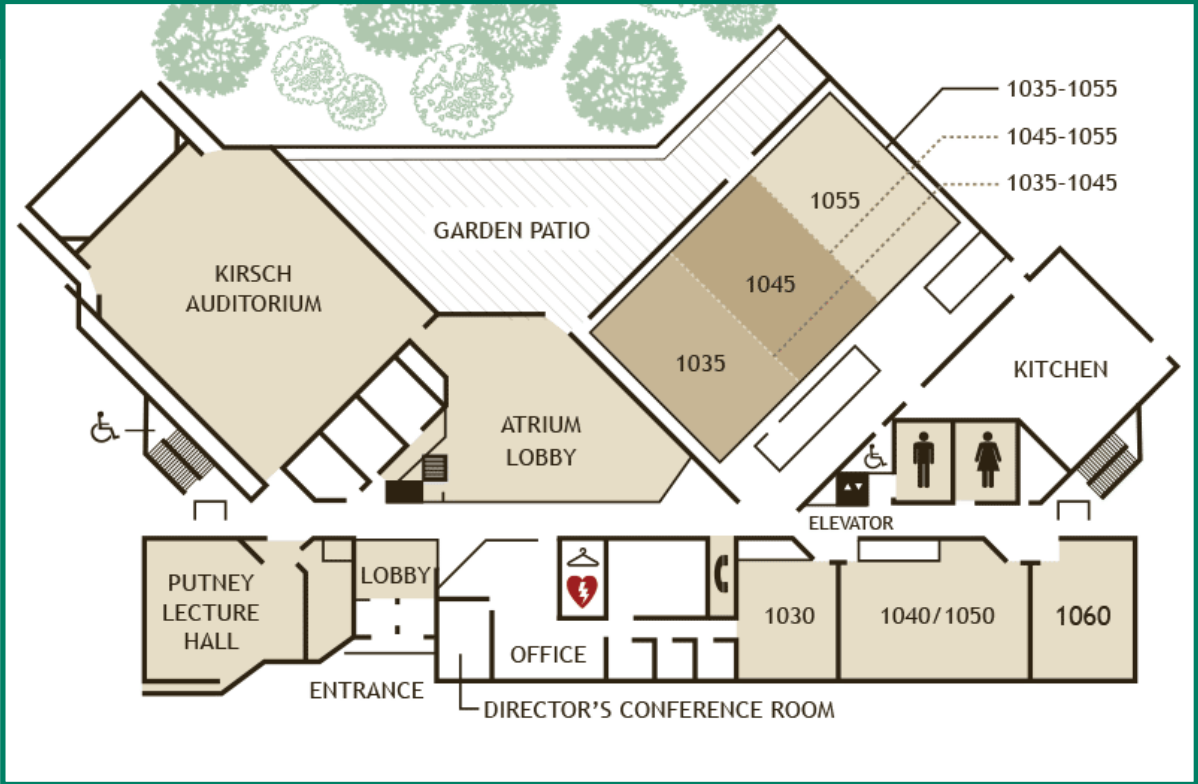 1035-1055
1045-1055
1035-1045
1055
GARDEN PATIO
KIRSCH
AUDITORIUM
1045
1035
KITCHEN
ATRIUM
LOBBY
ELEVATOR
LOBBY
PUTNEY
LECTURE
HALL
1030
1040/1050
1060
OFFICE
ENTRANCE
DIRECTOR'S CONFERENCE ROOM